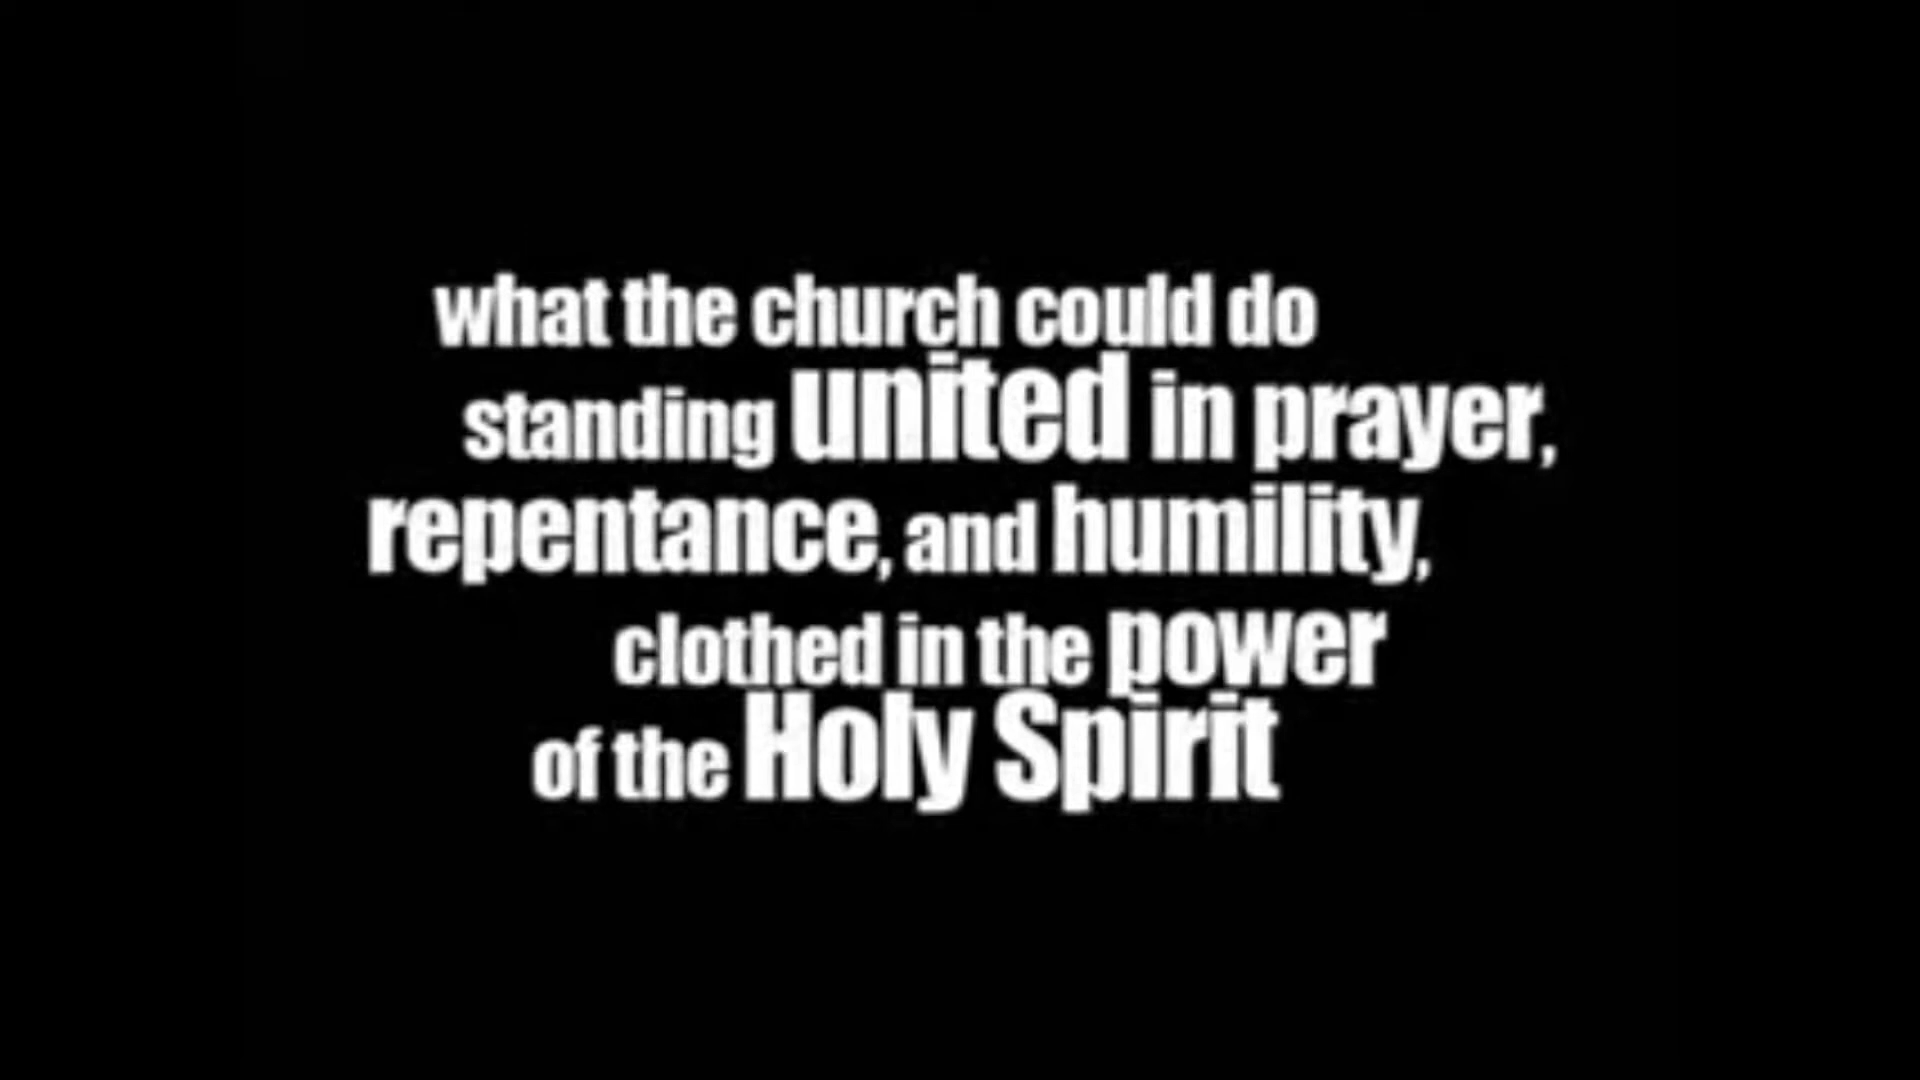 what the church could do
standing united in prayer,
repentance, and humility,
clothed in the power
of the Holy Spirit